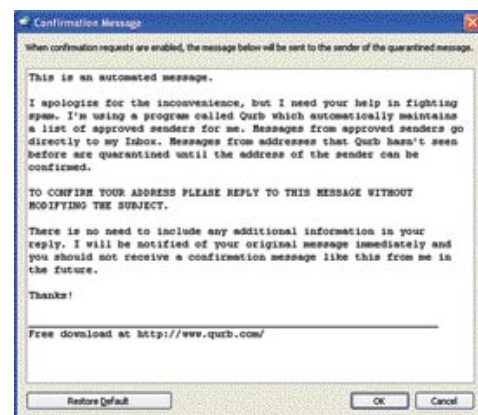 Confirmation Message
When confirmation requests are enabled, the message below will be sent to the sender of the quarantined message.
This is an automated message.
I apologize for the inconvenience, but I need your help in fighting
spam. I'm using a program called Qurb which automatically maintains
a list of approved senders for me. Messages from approved senders go
directly to my Inbox. Messages from addresses that Qurb hasn't seen
before are quarantined until the address of the sender can be
confirmed.
TO CONFIRM YOUR ADDRESS PLEASE REPLY TO THIS MESSAGE WITHOUT
MODIFYING THE SUBJECT.
There is no need to include any additional information in your
reply. I will be notified of your original message immediately and
you should not receive a confirmation message like this from me in
the future.
Thanks!
Free download at http://www.qurb.com/
Restore Default
OK
Cancel